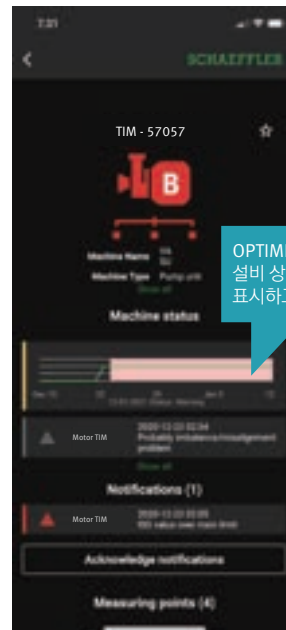 7:31
SCHAEFFLER
TIM - 57057
B
Machine Name
Machine Type Pump unit
Show all
OPTIM
설비 상
표시하고
Machine status
Motor TIM
Probably imbalance/misalignment
problem
Show all
Notifications (1)
Motor TIM
ISO value over main limit
Acknowledge notifications
Measuring points (4)